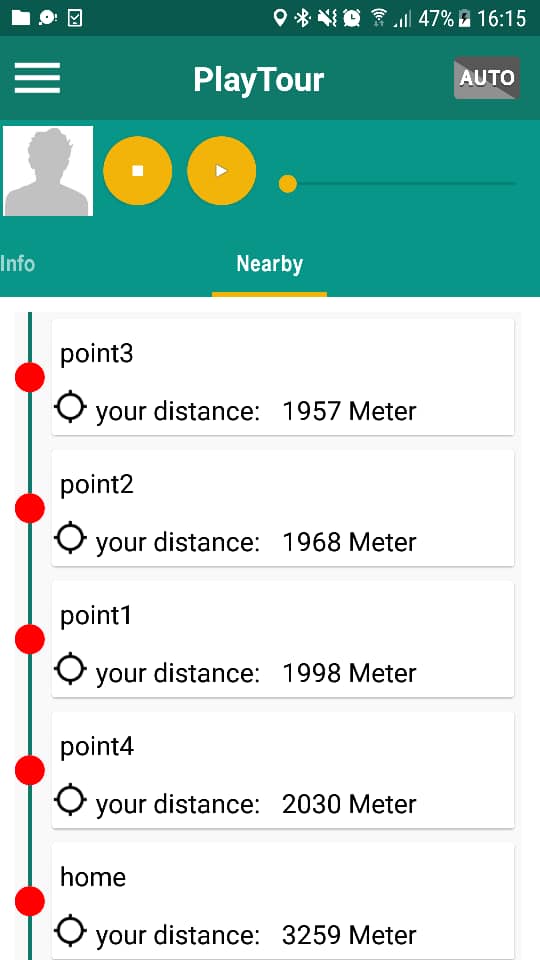 47% 16:15
PlayTour
AUTO
Info
Nearby
point3
your distance: 1957 Meter
point2
your distance: 1968 Meter
point1
your distance: 1998 Meter
point4
your distance: 2030 Meter
home
your distance: 3259 Meter